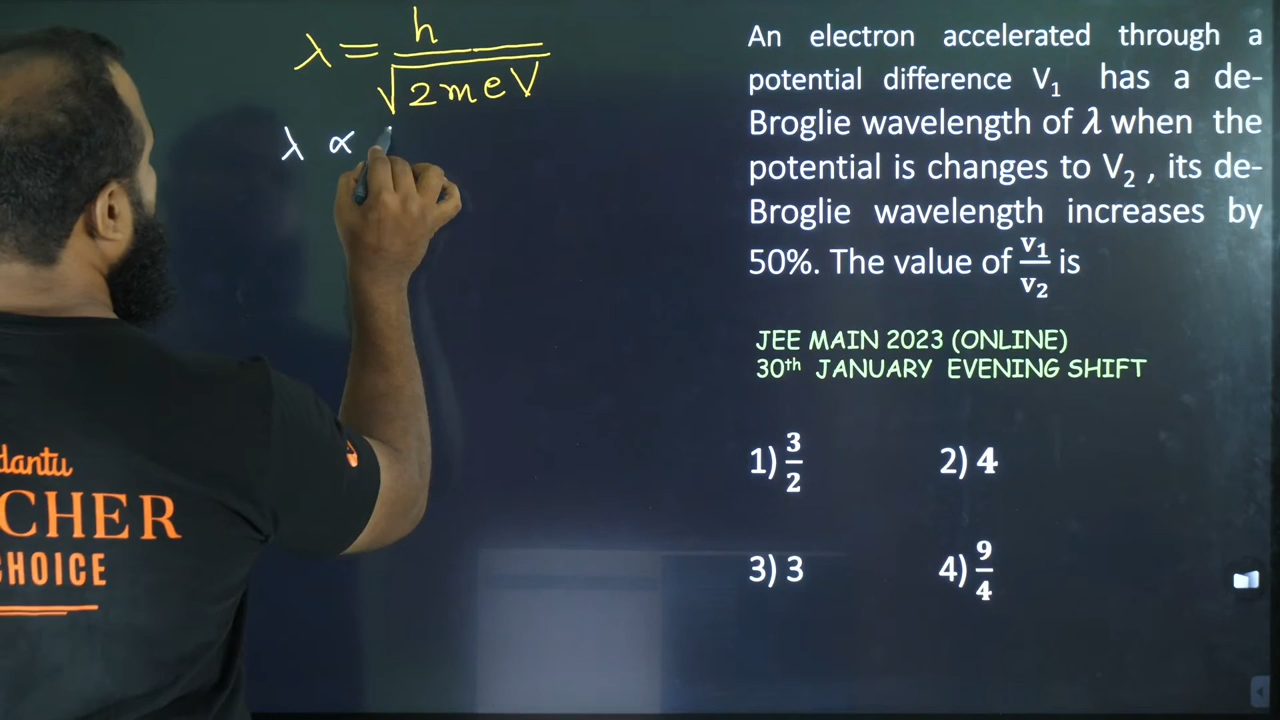 λ = h / √2meV
λ ∝
An electron accelerated through a
potential difference V₁ has a de-
Broglie wavelength of λ when the
potential is changes to V₂ , its de-
Broglie wavelength increases by
50%. The value of v₁/v₂ is
JEE MAIN 2023 (ONLINE)
30th JANUARY EVENING SHIFT
1) 3/2 2) 4
3) 3 4) 9/4
CHOICE